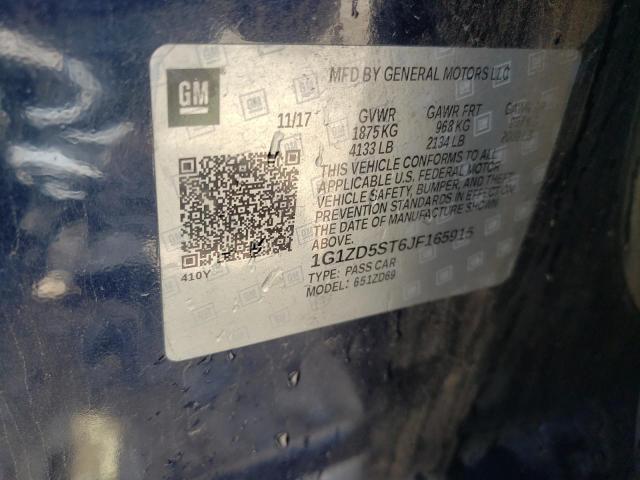 MFD BY GENERAL MOTORS LLC
GM
11/17 GVWR GAWR FRT
1875 KG 968 KG
4133 LB 2134 LB
THIS VEHICLE CONFORMS TO ALL
APPLICABLE U.S. FEDERAL MOTOR
VEHICLE SAFETY, BUMPER, AND THEFT
PREVENTION STANDARDS IN EFFECT ON
THE DATE OF MANUFACTURE SHOWN
ABOVE.
1G1ZD5ST6JF165915
410Y
TYPE: PASS CAR
MODEL: 651ZD69